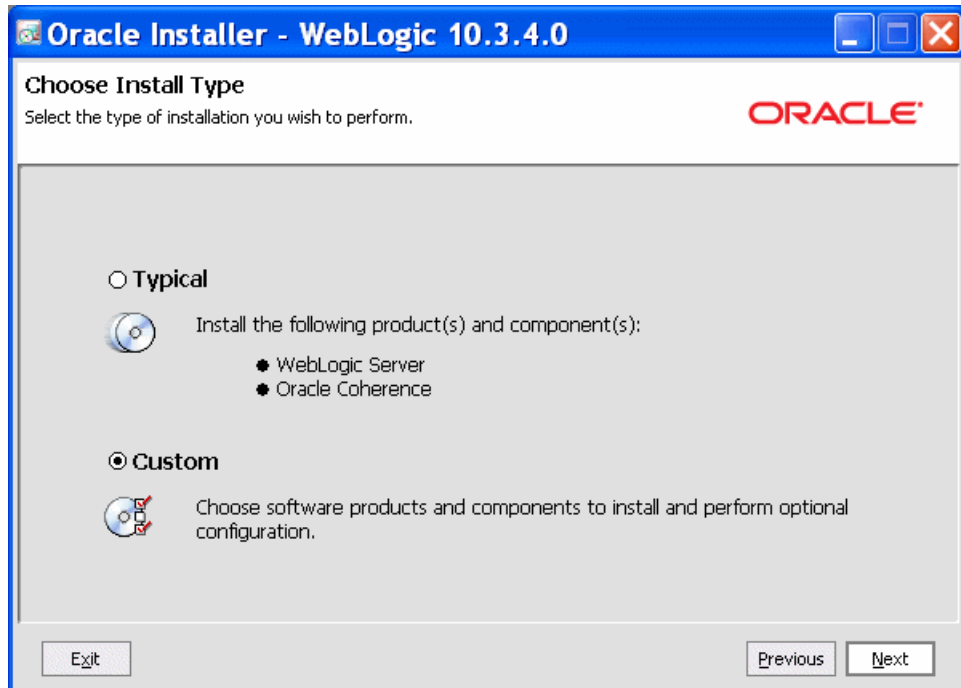 Oracle Installer - WebLogic 10.3.4.0
Choose Install Type
Select the type of installation you wish to perform.
ORACLE
Typical
Install the following product(s) and component(s):
● WebLogic Server
● Oracle Coherence
Custom
Choose software products and components to install and perform optional
configuration.
Exit
Previous
Next